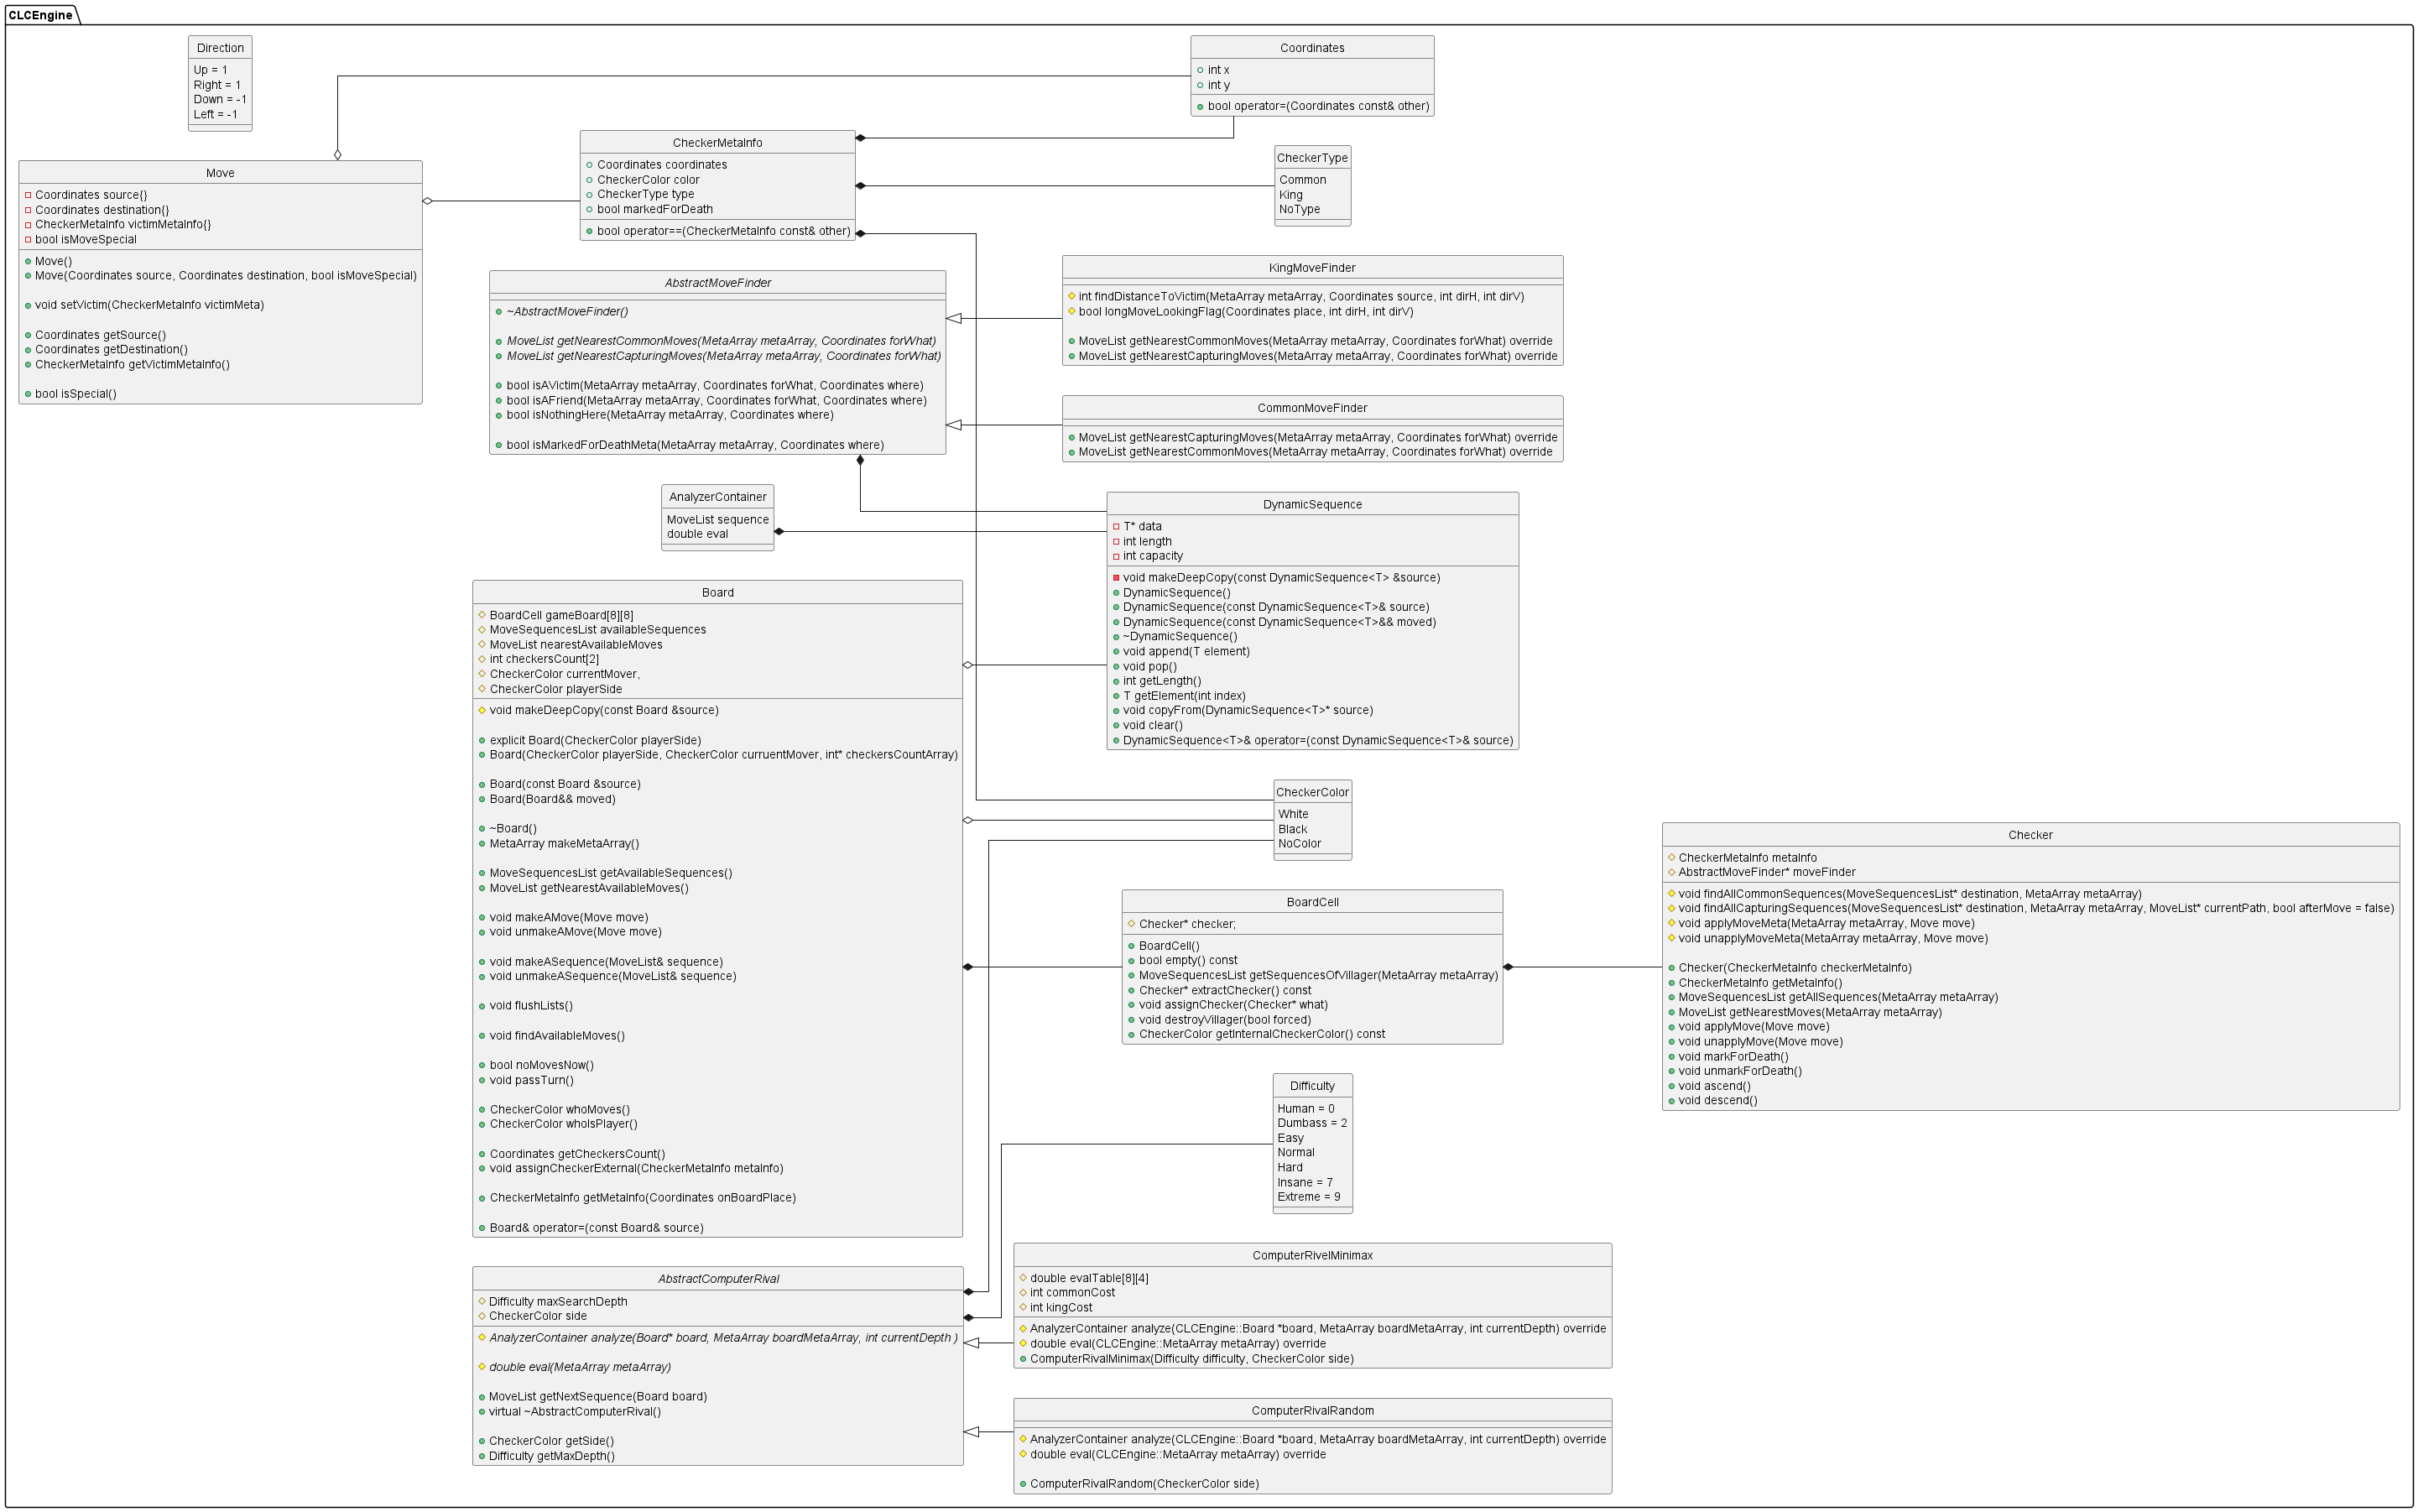 CLCEngine
Direction
Up = 1
Right = 1
Down = -1
Left = -1
Coordinates
int x
int y
bool operator=(Coordinates const& other)
Move
Coordinates source{}
Coordinates destination{}
CheckerMetaInfo victimMetaInfo{}
bool isMoveSpecial
Move()
Move(Coordinates source, Coordinates destination, bool isMoveSpecial)
void setVictim(CheckerMetaInfo victimMeta)
Coordinates getSource()
Coordinates getDestination()
CheckerMetaInfo getVictimMetaInfo()
bool isSpecial()
CheckerMetaInfo
Coordinates coordinates
CheckerColor color
CheckerType type
bool markedForDeath
bool operator==(CheckerMetaInfo const& other)
CheckerType
Common
King
NoType
AbstractMoveFinder
~AbstractMoveFinder()
MoveList getNearestCommonMoves(MetaArray metaArray, Coordinates forWhat)
MoveList getNearestCapturingMoves(MetaArray metaArray, Coordinates forWhat)
bool isAVictim(MetaArray metaArray, Coordinates forWhat, Coordinates where)
bool isAFriend(MetaArray metaArray, Coordinates forWhat, Coordinates where)
bool isNothingHere(MetaArray metaArray, Coordinates where)
bool isMarkedForDeathMeta(MetaArray metaArray, Coordinates where)
KingMoveFinder
int findDistanceToVictim(MetaArray metaArray, Coordinates source, int dirH, int dirV)
bool longMoveLookingFlag(Coordinates place, int dirH, int dirV)
MoveList getNearestCommonMoves(MetaArray metaArray, Coordinates forWhat) override
MoveList getNearestCapturingMoves(MetaArray metaArray, Coordinates forWhat) override
CommonMoveFinder
MoveList getNearestCapturingMoves(MetaArray metaArray, Coordinates forWhat) override
MoveList getNearestCommonMoves(MetaArray metaArray, Coordinates forWhat) override
AnalyzerContainer
MoveList sequence
double eval
DynamicSequence
T* data
int length
int capacity
void makeDeepCopy(const DynamicSequence<T> &source)
DynamicSequence()
DynamicSequence(const DynamicSequence<T>& source)
DynamicSequence(const DynamicSequence<T>&& moved)
~DynamicSequence()
void append(T element)
void pop()
int getLength()
T getElement(int index)
void copyFrom(DynamicSequence<T>* source)
void clear()
DynamicSequence<T>& operator=(const DynamicSequence<T>& source)
Board
BoardCell gameBoard[8][8]
MoveSequencesList availableSequences
MoveList nearestAvailableMoves
int checkersCount[2]
CheckerColor currentMover,
CheckerColor playerSide
void makeDeepCopy(const Board &source)
explicit Board(CheckerColor playerSide)
Board(CheckerColor playerSide, CheckerColor curruentMover, int* checkersCountArray)
Board(const Board &source)
Board(Board&& moved)
~Board()
MetaArray makeMetaArray()
MoveSequencesList getAvailableSequences()
MoveList getNearestAvailableMoves()
void makeAMove(Move move)
void unmakeAMove(Move move)
void makeASequence(MoveList& sequence)
void unmakeASequence(MoveList& sequence)
void flushLists()
void findAvailableMoves()
bool noMovesNow()
void passTurn()
CheckerColor whoMoves()
CheckerColor whoIsPlayer()
Coordinates getCheckersCount()
void assignCheckerExternal(CheckerMetaInfo metaInfo)
CheckerMetaInfo getMetaInfo(Coordinates onBoardPlace)
Board& operator=(const Board& source)
CheckerColor
White
Black
NoColor
BoardCell
Checker* checker;
BoardCell()
bool empty() const
MoveSequencesList getSequencesOfVillager(MetaArray metaArray)
Checker* extractChecker() const
void assignChecker(Checker* what)
void destroyVillager(bool forced)
CheckerColor getInternalCheckerColor() const
Checker
CheckerMetaInfo metaInfo
AbstractMoveFinder* moveFinder
void findAllCommonSequences(MoveSequencesList* destination, MetaArray metaArray)
void findAllCapturingSequences(MoveSequencesList* destination, MetaArray metaArray, MoveList* currentPath, bool afterMove = false)
void applyMoveMeta(MetaArray metaArray, Move move)
void unapplyMoveMeta(MetaArray metaArray, Move move)
Checker(CheckerMetaInfo checkerMetaInfo)
CheckerMetaInfo getMetaInfo()
MoveSequencesList getAllSequences(MetaArray metaArray)
MoveList getNearestMoves(MetaArray metaArray)
void applyMove(Move move)
void unapplyMove(Move move)
void markForDeath()
void unmarkForDeath()
void ascend()
void descend()
Difficulty
Human = 0
Dumbass = 2
Easy
Normal
Hard
Insane = 7
Extreme = 9
AbstractComputerRival
Difficulty maxSearchDepth
CheckerColor side
AnalyzerContainer analyze(Board* board, MetaArray boardMetaArray, int currentDepth )
double eval(MetaArray metaArray)
MoveList getNextSequence(Board board)
virtual ~AbstractComputerRival()
CheckerColor getSide()
Difficulty getMaxDepth()
ComputerRivelMinimax
double evalTable[8][4]
int commonCost
int kingCost
AnalyzerContainer analyze(CLCEngine::Board *board, MetaArray boardMetaArray, int currentDepth) override
double eval(CLCEngine::MetaArray metaArray) override
ComputerRivalMinimax(Difficulty difficulty, CheckerColor side)
ComputerRivalRandom
AnalyzerContainer analyze(CLCEngine::Board *board, MetaArray boardMetaArray, int currentDepth) override
double eval(CLCEngine::MetaArray metaArray) override
ComputerRivalRandom(CheckerColor side)